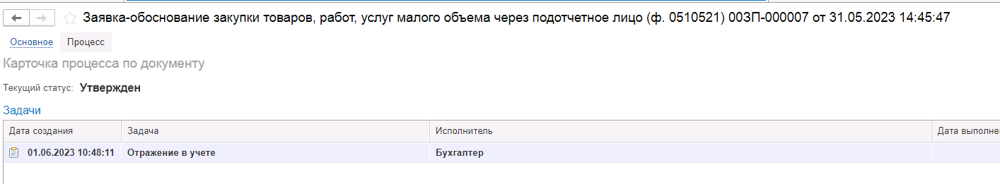 Заявка-обоснование закупки товаров, работ, услуг малого объема через подотчетное лицо (ф. 0510521) 00ЗП-000007 от 31.05.2023 14:45:47
Основное Процесс
Карточка процесса по документу
Текущий статус: Утвержден
Задачи
Дата создания Задача Исполнитель Дата выполне
01.06.2023 10:48:11 Отражение в учете Бухгалтер